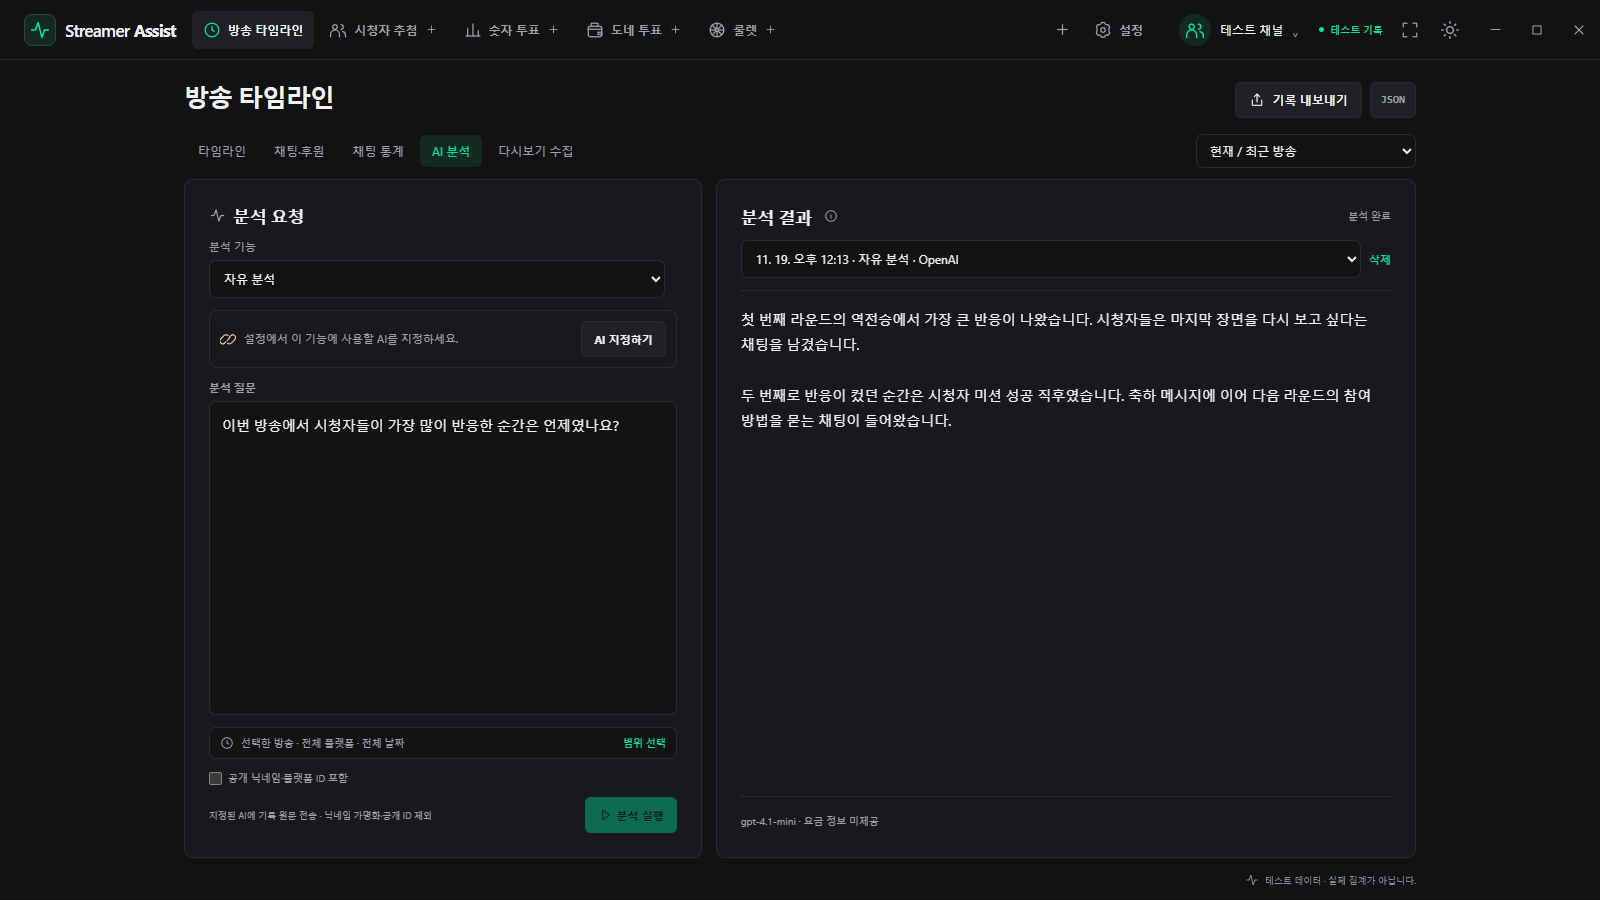 Streamer Assist
방송 타임라인
시청자 추첨
숫자 투표
도네 투표
룰렛
설정
테스트 채널
테스트 기록
방송 타임라인
기록 내보내기
JSON
타임라인
채팅·후원
채팅 통계
AI 분석
다시보기 수집
현재 / 최근 방송
분석 요청
분석 기능
자유 분석
설정에서 이 기능에 사용할 AI를 지정하세요.
AI 지정하기
분석 질문
이번 방송에서 시청자들이 가장 많이 반응한 순간은 언제였나요?
선택한 방송 · 전체 플랫폼 · 전체 날짜
범위 선택
공개 닉네임·플랫폼 ID 포함
지정된 AI에 기록 원문 전송 · 닉네임 가명화·공개 ID 제외
분석 실행
분석 결과
분석 완료
11. 19. 오후 12:13 · 자유 분석 · OpenAI
삭제
첫 번째 라운드의 역전승에서 가장 큰 반응이 나왔습니다. 시청자들은 마지막 장면을 다시 보고 싶다는
채팅을 남겼습니다.
두 번째로 반응이 컸던 순간은 시청자 미션 성공 직후였습니다. 축하 메시지에 이어 다음 라운드의 참여
방법을 묻는 채팅이 들어왔습니다.
gpt-4.1-mini · 요금 정보 미제공
테스트 데이터 · 실제 집계가 아닙니다.